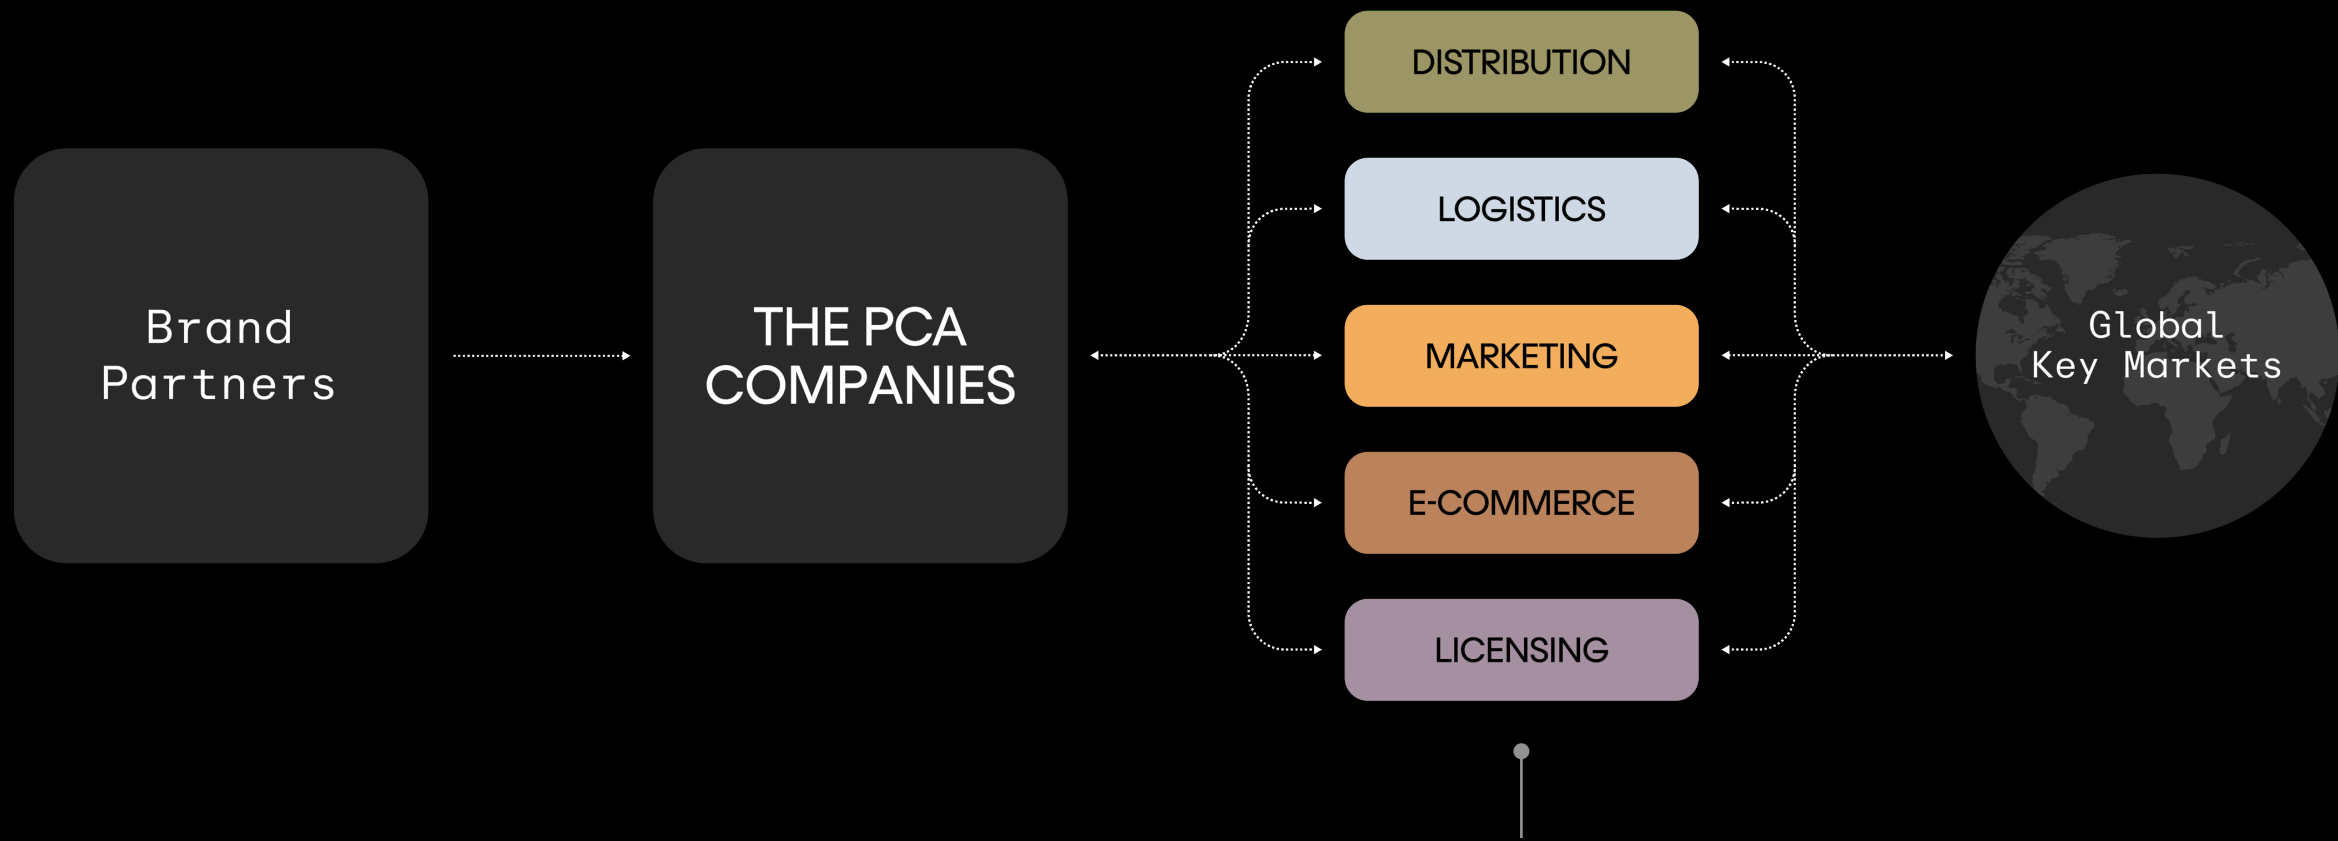 Brand
Partners
THE PCA
COMPANIES
DISTRIBUTION
LOGISTICS
MARKETING
E-COMMERCE
LICENSING
Global
Key Markets